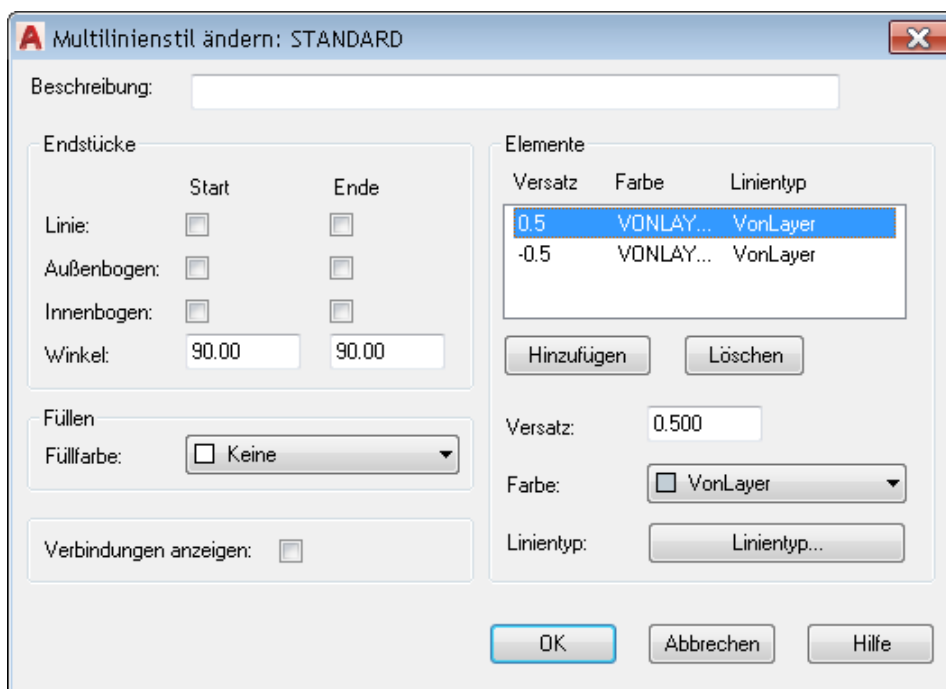 Multilinienstil ändern: STANDARD
Beschreibung:
Endstücke
Start Ende
Linie:
Außenbogen:
Innenbogen:
Winkel: 90.00 90.00
Füllen
Füllfarbe: Keine
Verbindungen anzeigen:
Elemente
Versatz Farbe Linientyp
0.5 VONLAY... VonLayer
-0.5 VONLAY... VonLayer
Hinzufügen Löschen
Versatz: 0.500
Farbe: VonLayer
Linientyp: Linientyp...
OK Abbrechen Hilfe